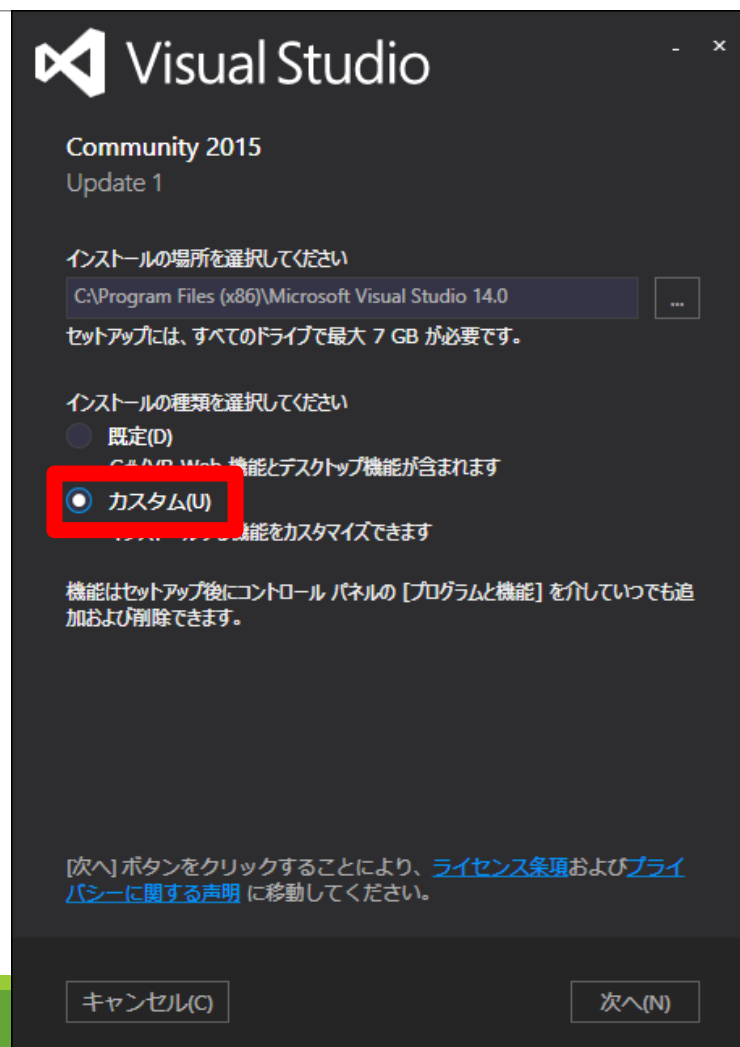 Visual Studio
Community 2015
Update 1
インストールの場所を選択してください
C:\Program Files (x86)\Microsoft Visual Studio 14.0
...
セットアップには、すべてのドライブで最大 7 GB が必要です。
インストールの種類を選択してください
既定(D)
C#/VB Web 機能とデスクトップ機能が含まれます
カスタム(U)
機能をカスタマイズできます
機能はセットアップ後にコントロール パネルの [プログラムと機能] を介していつでも追
加および削除できます。
[次へ] ボタンをクリックすることにより、ライセンス条項およびプライ
バシーに関する声明 に移動してください。
キャンセル(C)
次へ(N)